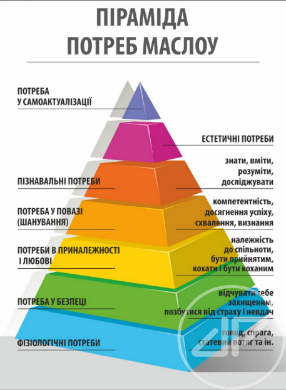 ПІРАМІДА
ПОТРЕБ МАСЛОУ
ПОТРЕБА
У САМОАКТУАЛІЗАЦІЇ
ЕСТЕТИЧНІ ПОТРЕБИ
ПІЗНАВАЛЬНІ ПОТРЕБИ
знати, вміти,
розуміти,
досліджувати
ПОТРЕБА У ПОВАЗІ
(ШАНУВАННЯ)
компетентність,
досягнення успіху,
схвалення, визнання
ПОТРЕБИ В ПРИНАЛЕЖНОСТІ
І ЛЮБОВІ
належність
до спільноти,
бути прийнятим,
кохати і бути коханим
ПОТРЕБА У БЕЗПЕЦІ
відчувати себе
захищеним,
позбутися від страху і невдач
ФІЗІОЛОГІЧНІ ПОТРЕБИ
голод, спрага,
статевий потяг та ін.